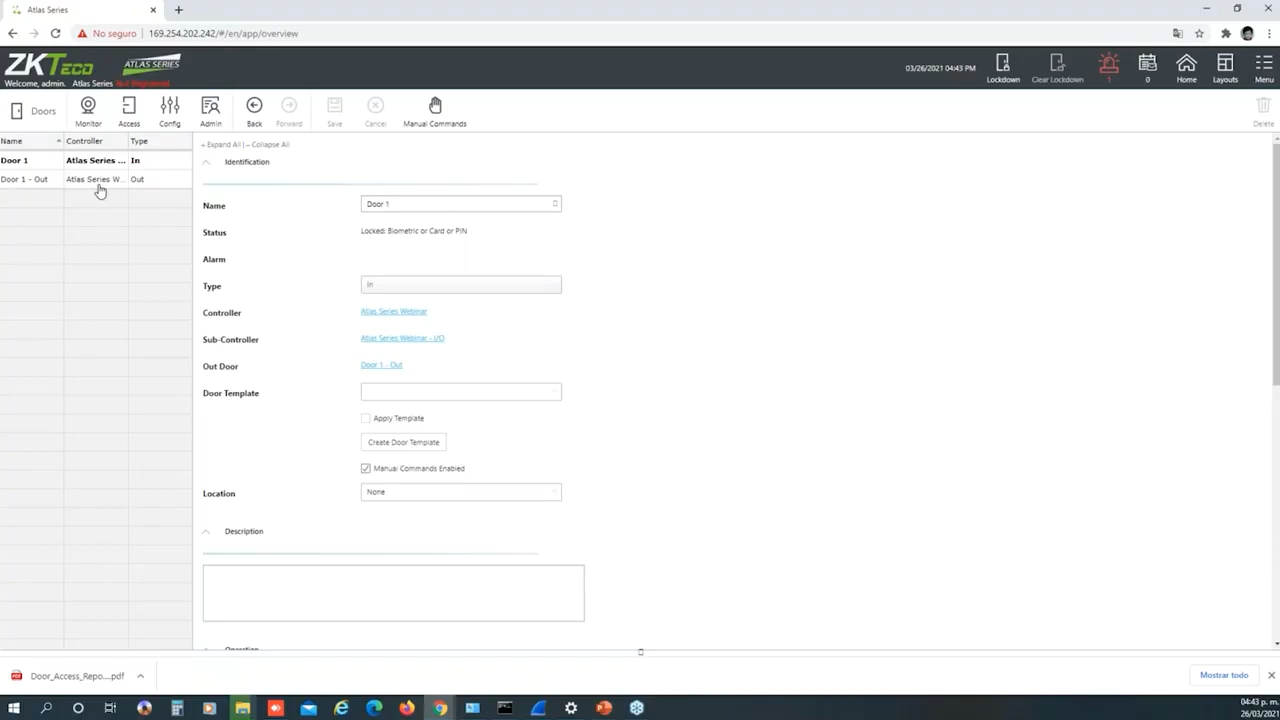 Atlas Series
No seguro
169.254.202.242/#/en/app/overview
ZKTeco
ATLAS SERIES
Welcome, admin. Atlas Series Not Registered
03/26/2021 04:43 PM
Lockdown
Clear Lockdown
1
0
Home
Layouts
Menu
Doors
Monitor
Access
Config
Admin
Back
Forward
Save
Cancel
Manual Commands
Delete
Name Controller Type
Door 1 Atlas Series ... In
Door 1 - Out Atlas Series W... Out
+ Expand All | − Collapse All
Identification
Name Door 1
Status Locked: Biometric or Card or PIN
Alarm
Type In
Controller Atlas Series Webinar
Sub-Controller Atlas Series Webinar - I/O
Out Door Door 1 - Out
Door Template
Apply Template
Create Door Template
Manual Commands Enabled
Location None
Description
Operation
Door_Access_Repo....pdf
Mostrar todo
04:43 p. m.
26/03/2021